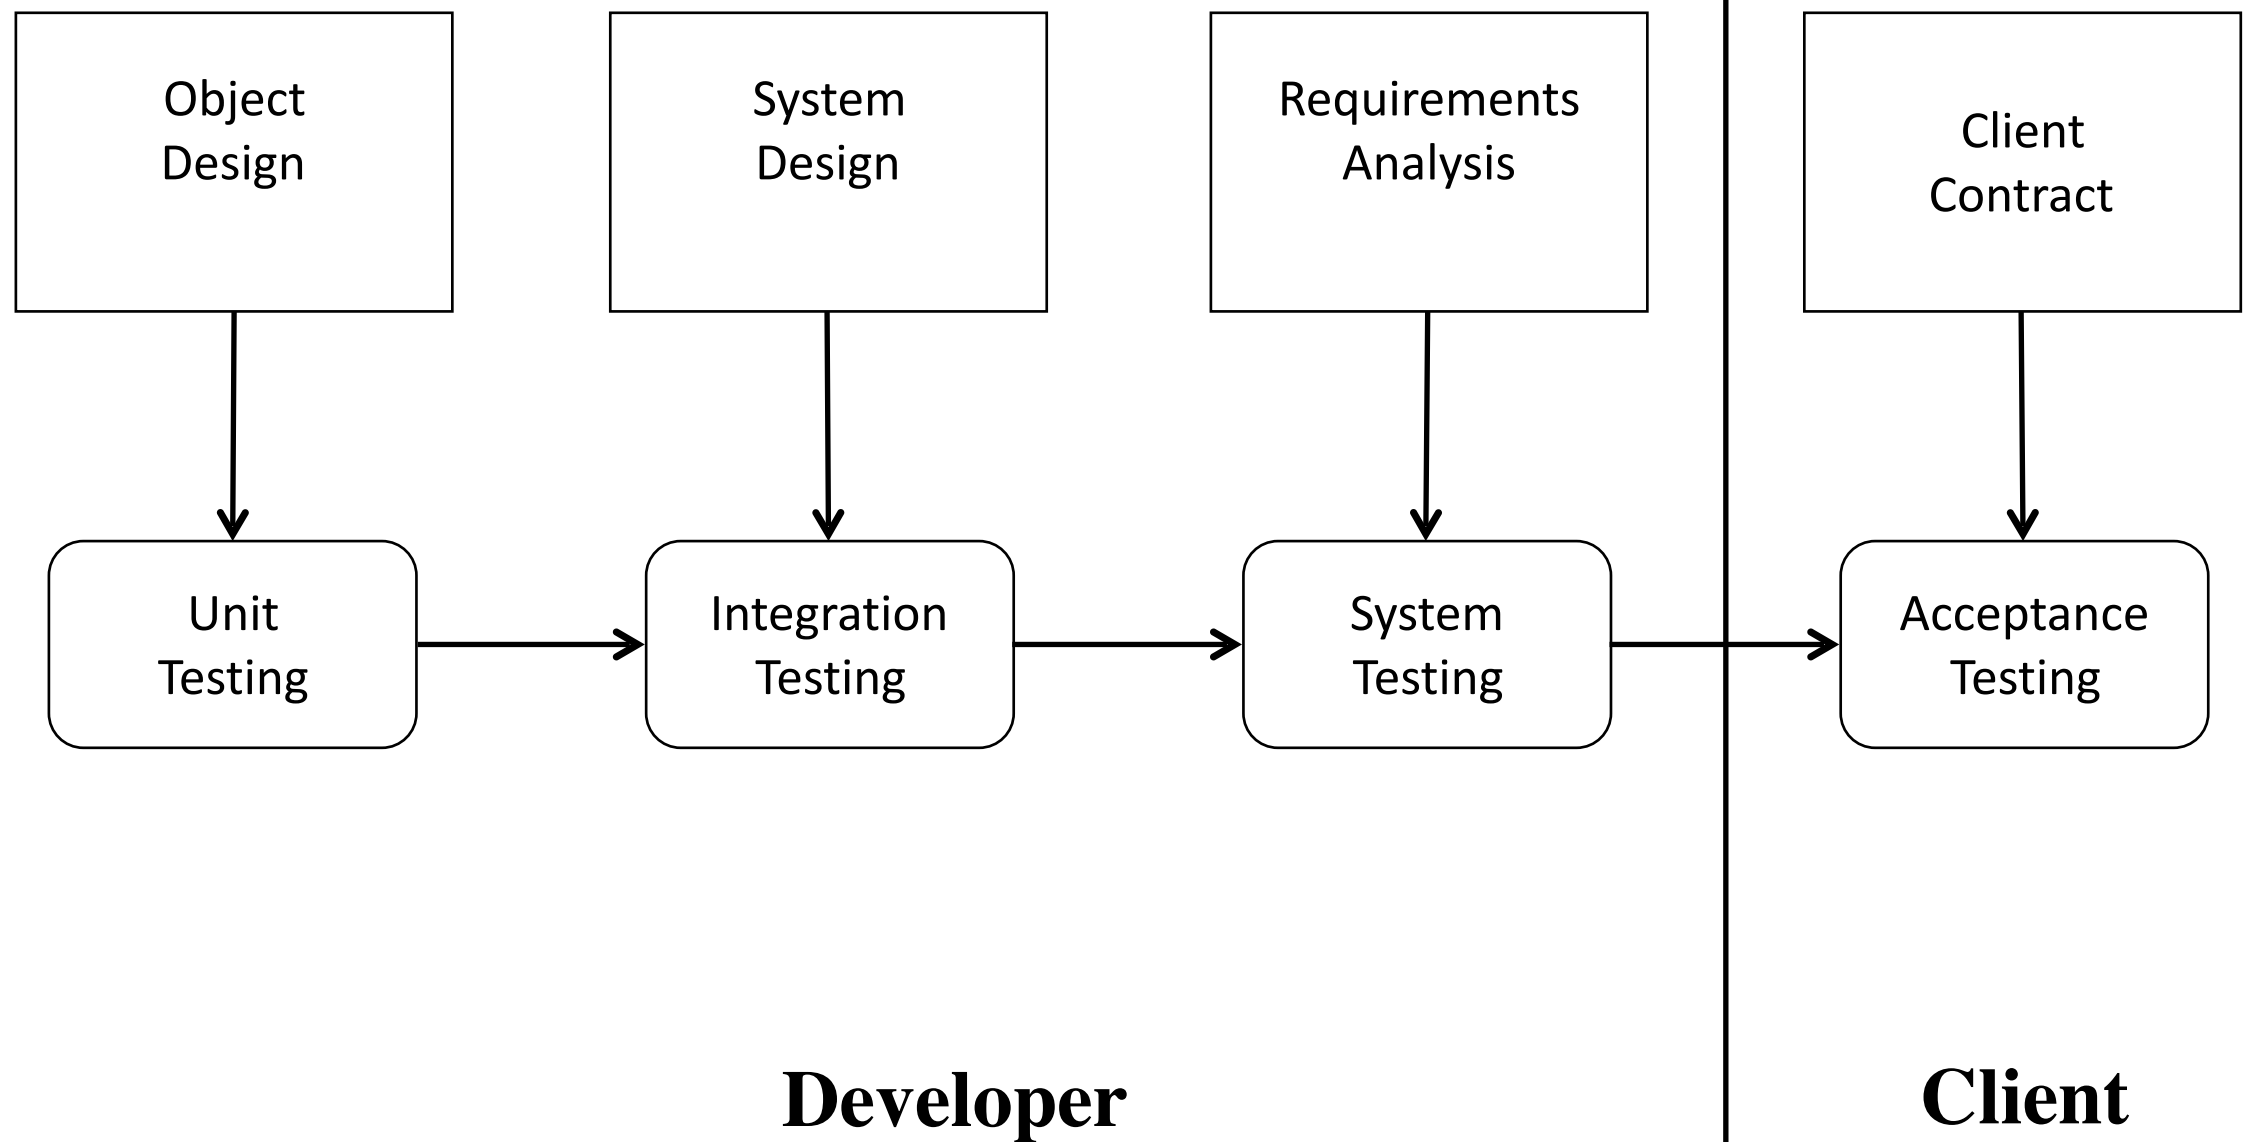 Object
Design
System
Design
Requirements
Analysis
Client
Contract
Unit
Testing
Integration
Testing
System
Testing
Acceptance
Testing
Developer
Client